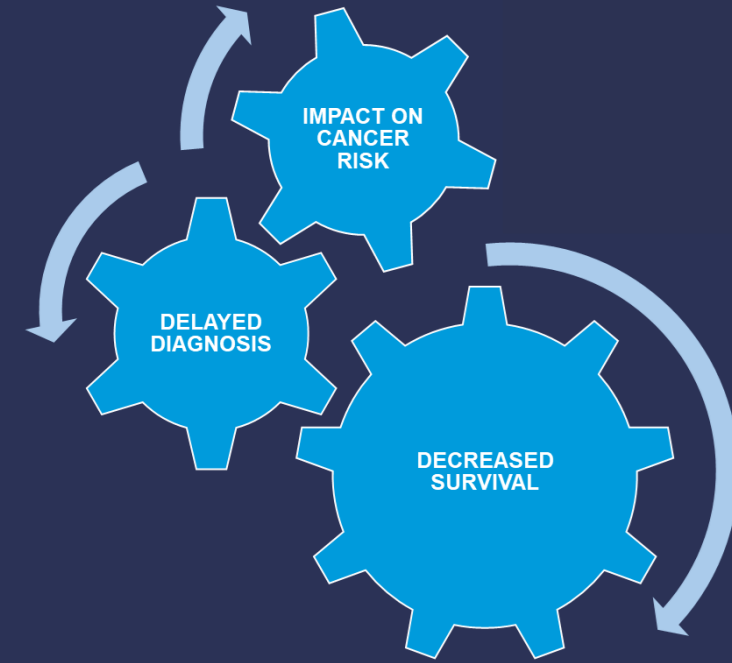 IMPACT ON
CANCER
RISK
DELAYED
DIAGNOSIS
DECREASED
SURVIVAL